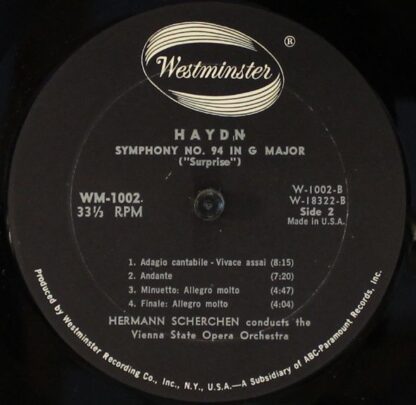 Westminster ®
HAYDN
SYMPHONY NO. 94 IN G MAJOR
("Surprise")
WM-1002
33⅓ RPM
W-1002-B
W-18322-B
Side 2
Made in U.S.A.
1. Adagio cantabile - Vivace assai (8:15)
2. Andante (7:20)
3. Minuetto: Allegro molto (4:47)
4. Finale: Allegro molto (4:04)
HERMANN SCHERCHEN conducts the
Vienna State Opera Orchestra
Produced by Westminster Recording Co., Inc., N.Y., U.S.A.—A Subsidiary of ABC-Paramount Records, Inc.